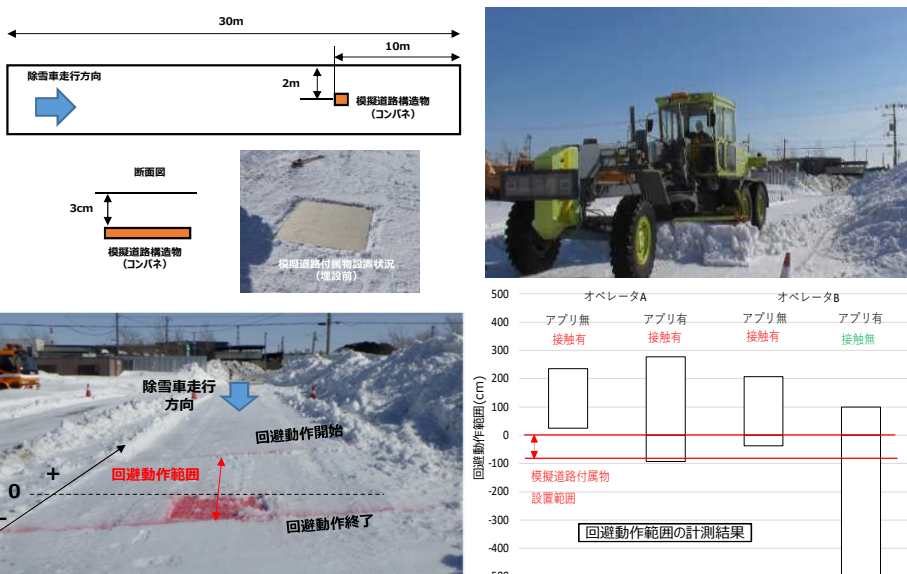 30m
10m
除雪車走行方向
2m
模擬道路構造物
(コンパネ)
断面図
3cm
模擬道路構造物
(コンパネ)
模擬道路付属物設置状況
(埋設前)
除雪車走行
方向
回避動作開始
回避動作範囲
+
0
-
回避動作終了
500
400
300
200
100
0
-100
-200
-300
-400
-500
回避動作範囲(cm)
オペレータA
オペレータB
アプリ無
アプリ有
アプリ無
アプリ有
接触有
接触有
接触有
接触無
模擬道路付属物
設置範囲
回避動作範囲の計測結果